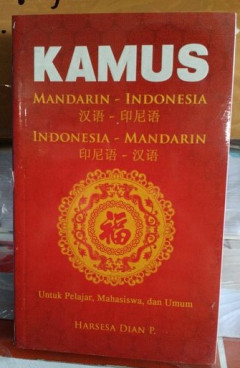 KAMUS
MANDARIN - INDONESIA
汉语 - 印尼语
INDONESIA - MANDARIN
印尼语 - 汉语
福
Untuk Pelajar, Mahasiswa, dan Umum
HARSESA DIAN P.